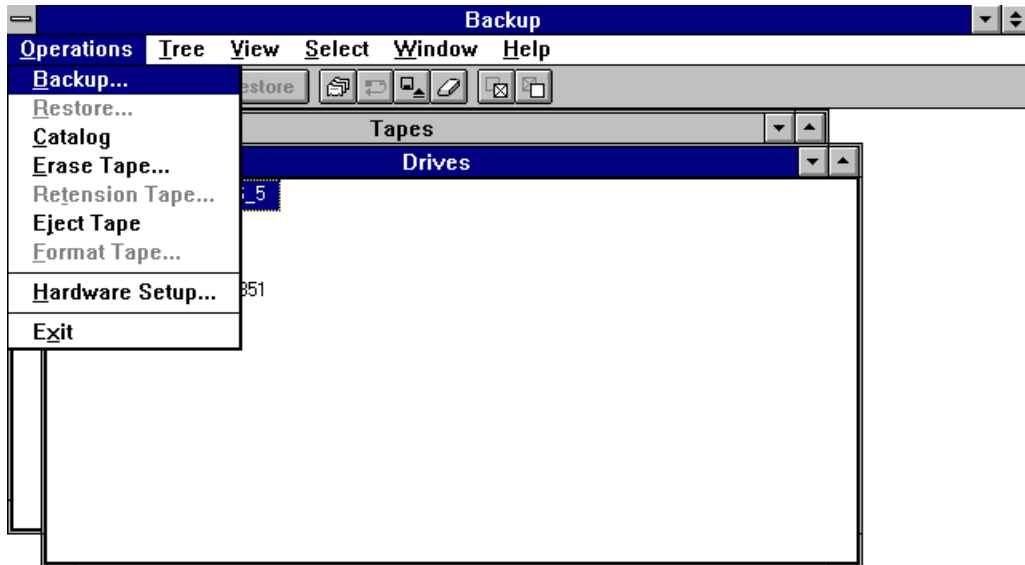 Backup
Operations Tree View Select Window Help
Backup...
Restore...
Catalog
Erase Tape...
Retension Tape...
Eject Tape
Format Tape...
Hardware Setup...
Exit
estore
Tapes
Drives
_5
351